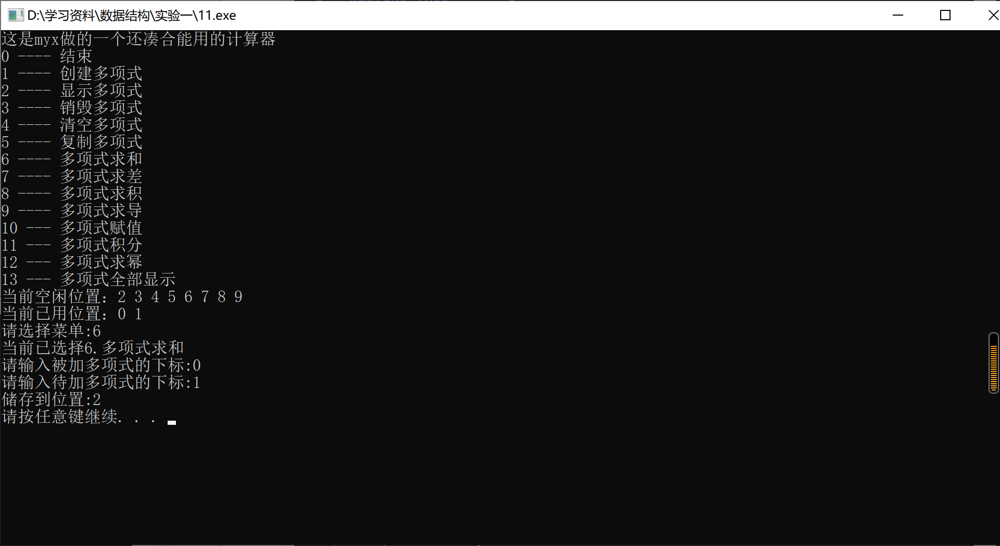 D:\学习资料\数据结构\实验一\11.exe
这是myx做的一个还凑合能用的计算器
0 ---- 结束
1 ---- 创建多项式
2 ---- 显示多项式
3 ---- 销毁多项式
4 ---- 清空多项式
5 ---- 复制多项式
6 ---- 多项式求和
7 ---- 多项式求差
8 ---- 多项式求积
9 ---- 多项式求导
10 --- 多项式赋值
11 --- 多项式积分
12 --- 多项式求幂
13 --- 多项式全部显示
当前空闲位置：2 3 4 5 6 7 8 9
当前已用位置：0 1
请选择菜单:6
当前已选择6.多项式求和
请输入被加多项式的下标:0
请输入待加多项式的下标:1
储存到位置:2
请按任意键继续. . .